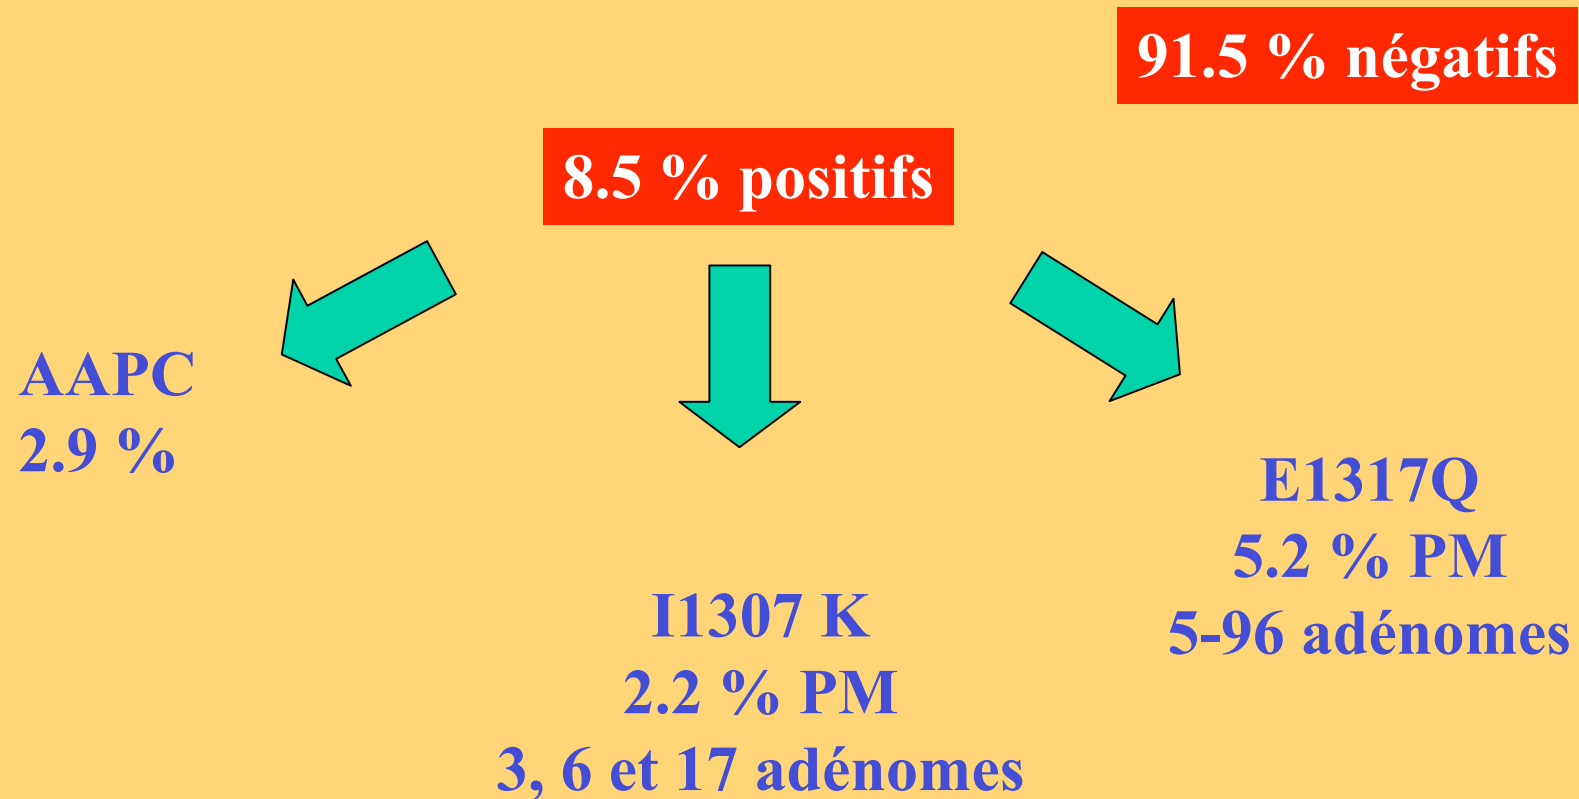 91.5 % négatifs
8.5 % positifs
AAPC
2.9 %
I1307 K
2.2 % PM
3, 6 et 17 adénomes
E1317Q
5.2 % PM
5-96 adénomes